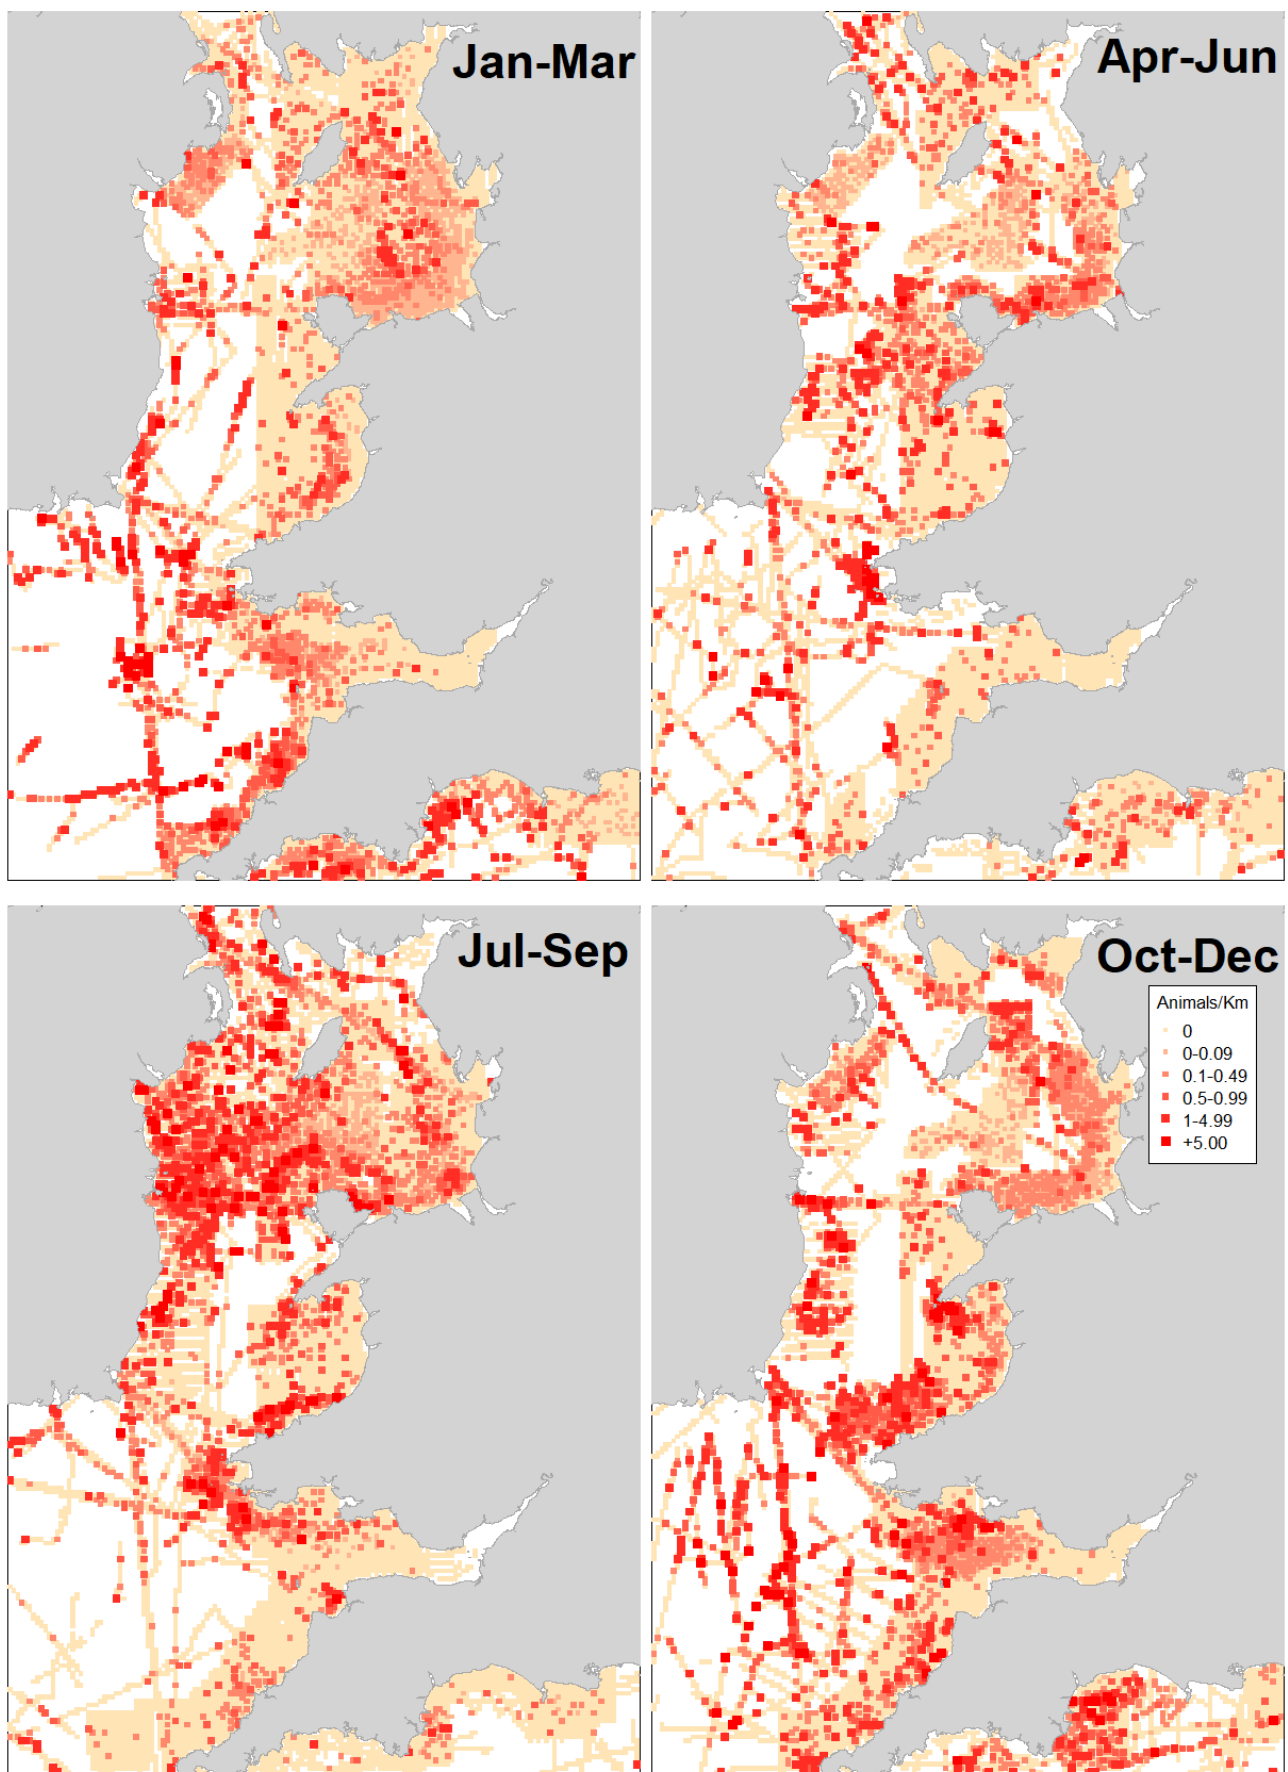 Jan-Mar
Apr-Jun
Jul-Sep
Oct-Dec
Animals/Km
0
0-0.09
0.1-0.49
0.5-0.99
1-4.99
+5.00